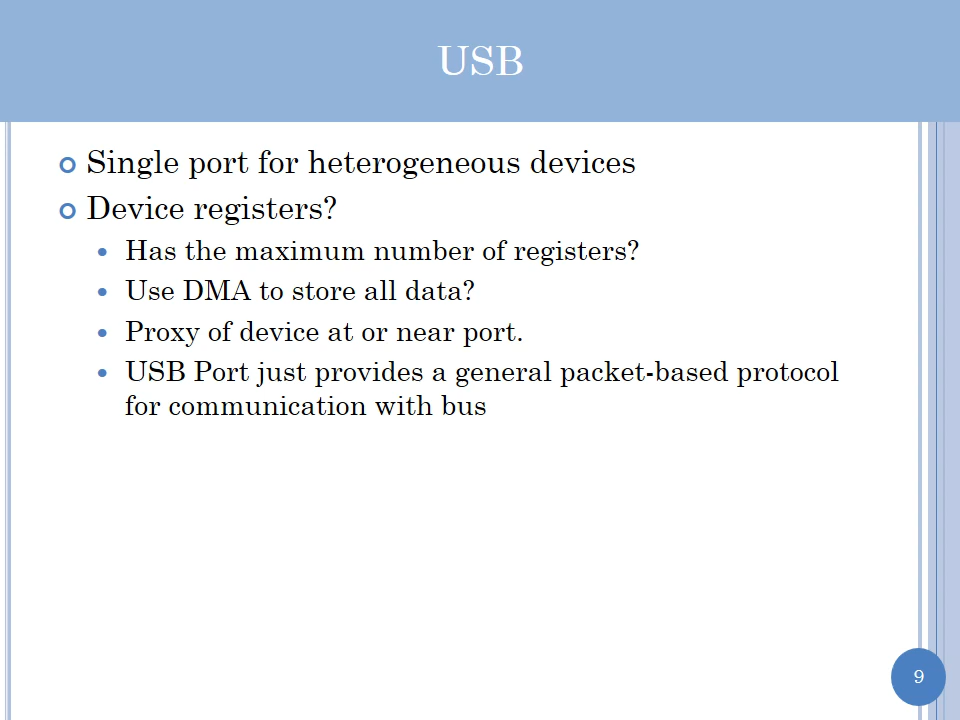 USB
Single port for heterogeneous devices
Device registers?
Has the maximum number of registers?
Use DMA to store all data?
Proxy of device at or near port.
USB Port just provides a general packet-based protocol
for communication with bus
9